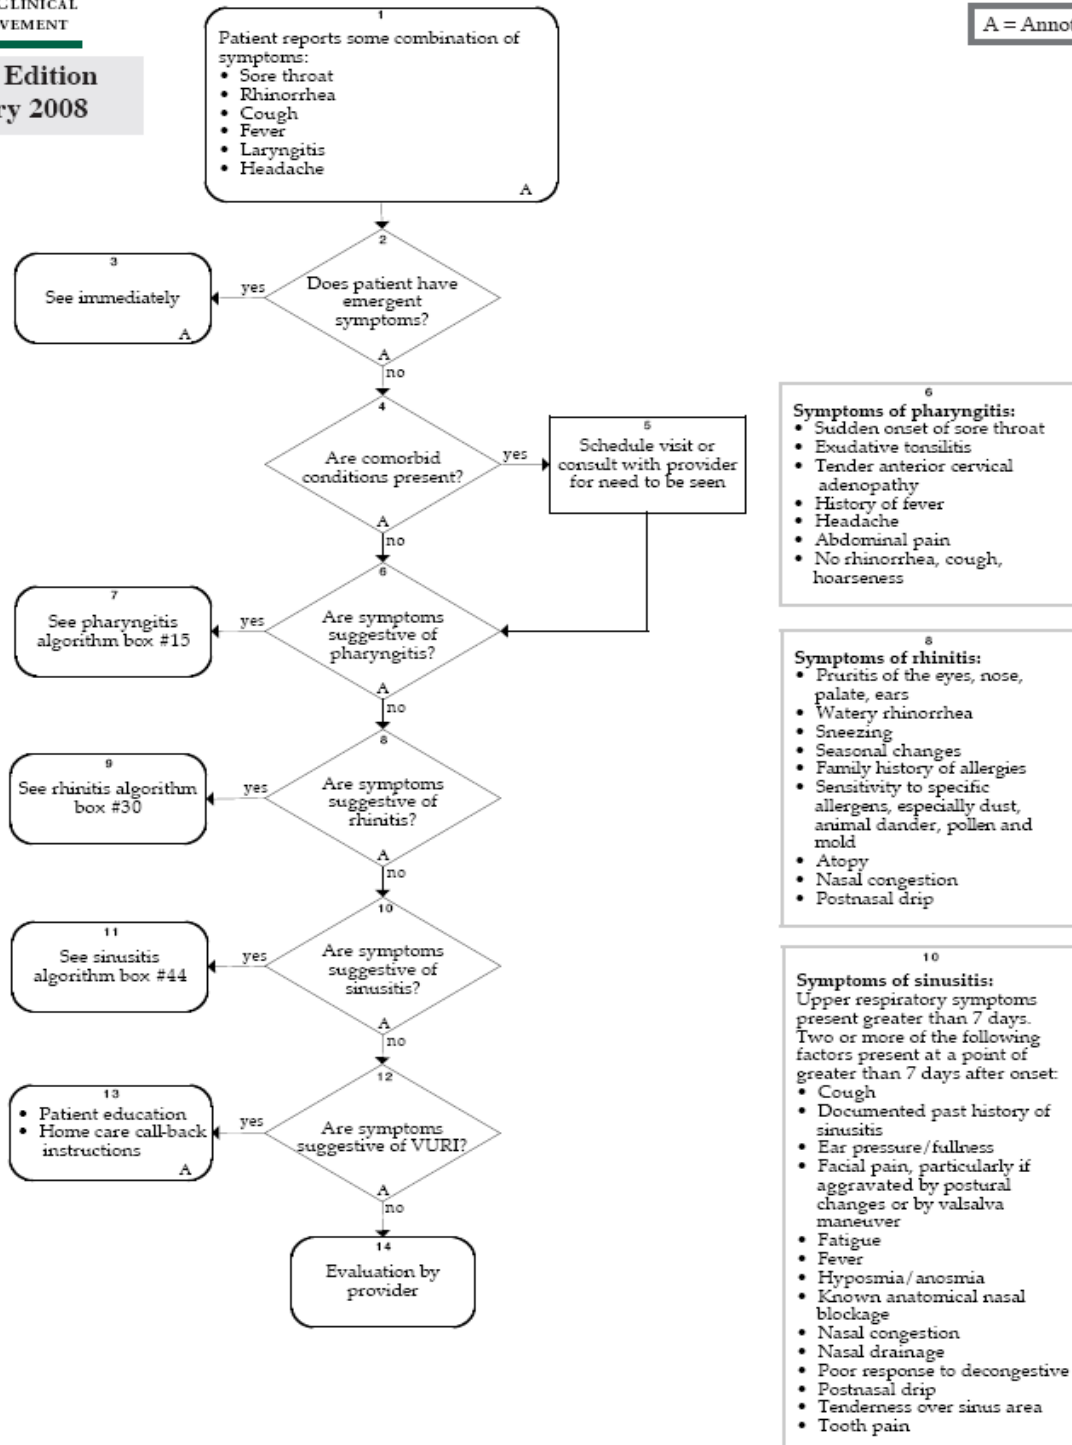 CLINICAL
VEMENT
Edition
ry 2008
A = Annot
1
Patient reports some combination of
symptoms:
• Sore throat
• Rhinorrhea
• Cough
• Fever
• Laryngitis
• Headache
A
2
Does patient have
emergent
symptoms?
A
yes
no
3
See immediately
A
4
Are comorbid
conditions present?
A
yes
no
5
Schedule visit or
consult with provider
for need to be seen
6
Are symptoms
suggestive of
pharyngitis?
A
yes
no
7
See pharyngitis
algorithm box #15
8
Are symptoms
suggestive of
rhinitis?
A
yes
no
9
See rhinitis algorithm
box #30
10
Are symptoms
suggestive of
sinusitis?
A
yes
no
11
See sinusitis
algorithm box #44
12
Are symptoms
suggestive of VURI?
A
yes
no
13
• Patient education
• Home care call-back
instructions
A
14
Evaluation by
provider
6
Symptoms of pharyngitis:
• Sudden onset of sore throat
• Exudative tonsilitis
• Tender anterior cervical
adenopathy
• History of fever
• Headache
• Abdominal pain
• No rhinorrhea, cough,
hoarseness
8
Symptoms of rhinitis:
• Pruritis of the eyes, nose,
palate, ears
• Watery rhinorrhea
• Sneezing
• Seasonal changes
• Family history of allergies
• Sensitivity to specific
allergens, especially dust,
animal dander, pollen and
mold
• Atopy
• Nasal congestion
• Postnasal drip
10
Symptoms of sinusitis:
Upper respiratory symptoms
present greater than 7 days.
Two or more of the following
factors present at a point of
greater than 7 days after onset:
• Cough
• Documented past history of
sinusitis
• Ear pressure/fullness
• Facial pain, particularly if
aggravated by postural
changes or by valsalva
maneuver
• Fatigue
• Fever
• Hyposmia/anosmia
• Known anatomical nasal
blockage
• Nasal congestion
• Nasal drainage
• Poor response to decongestive
• Postnasal drip
• Tenderness over sinus area
• Tooth pain